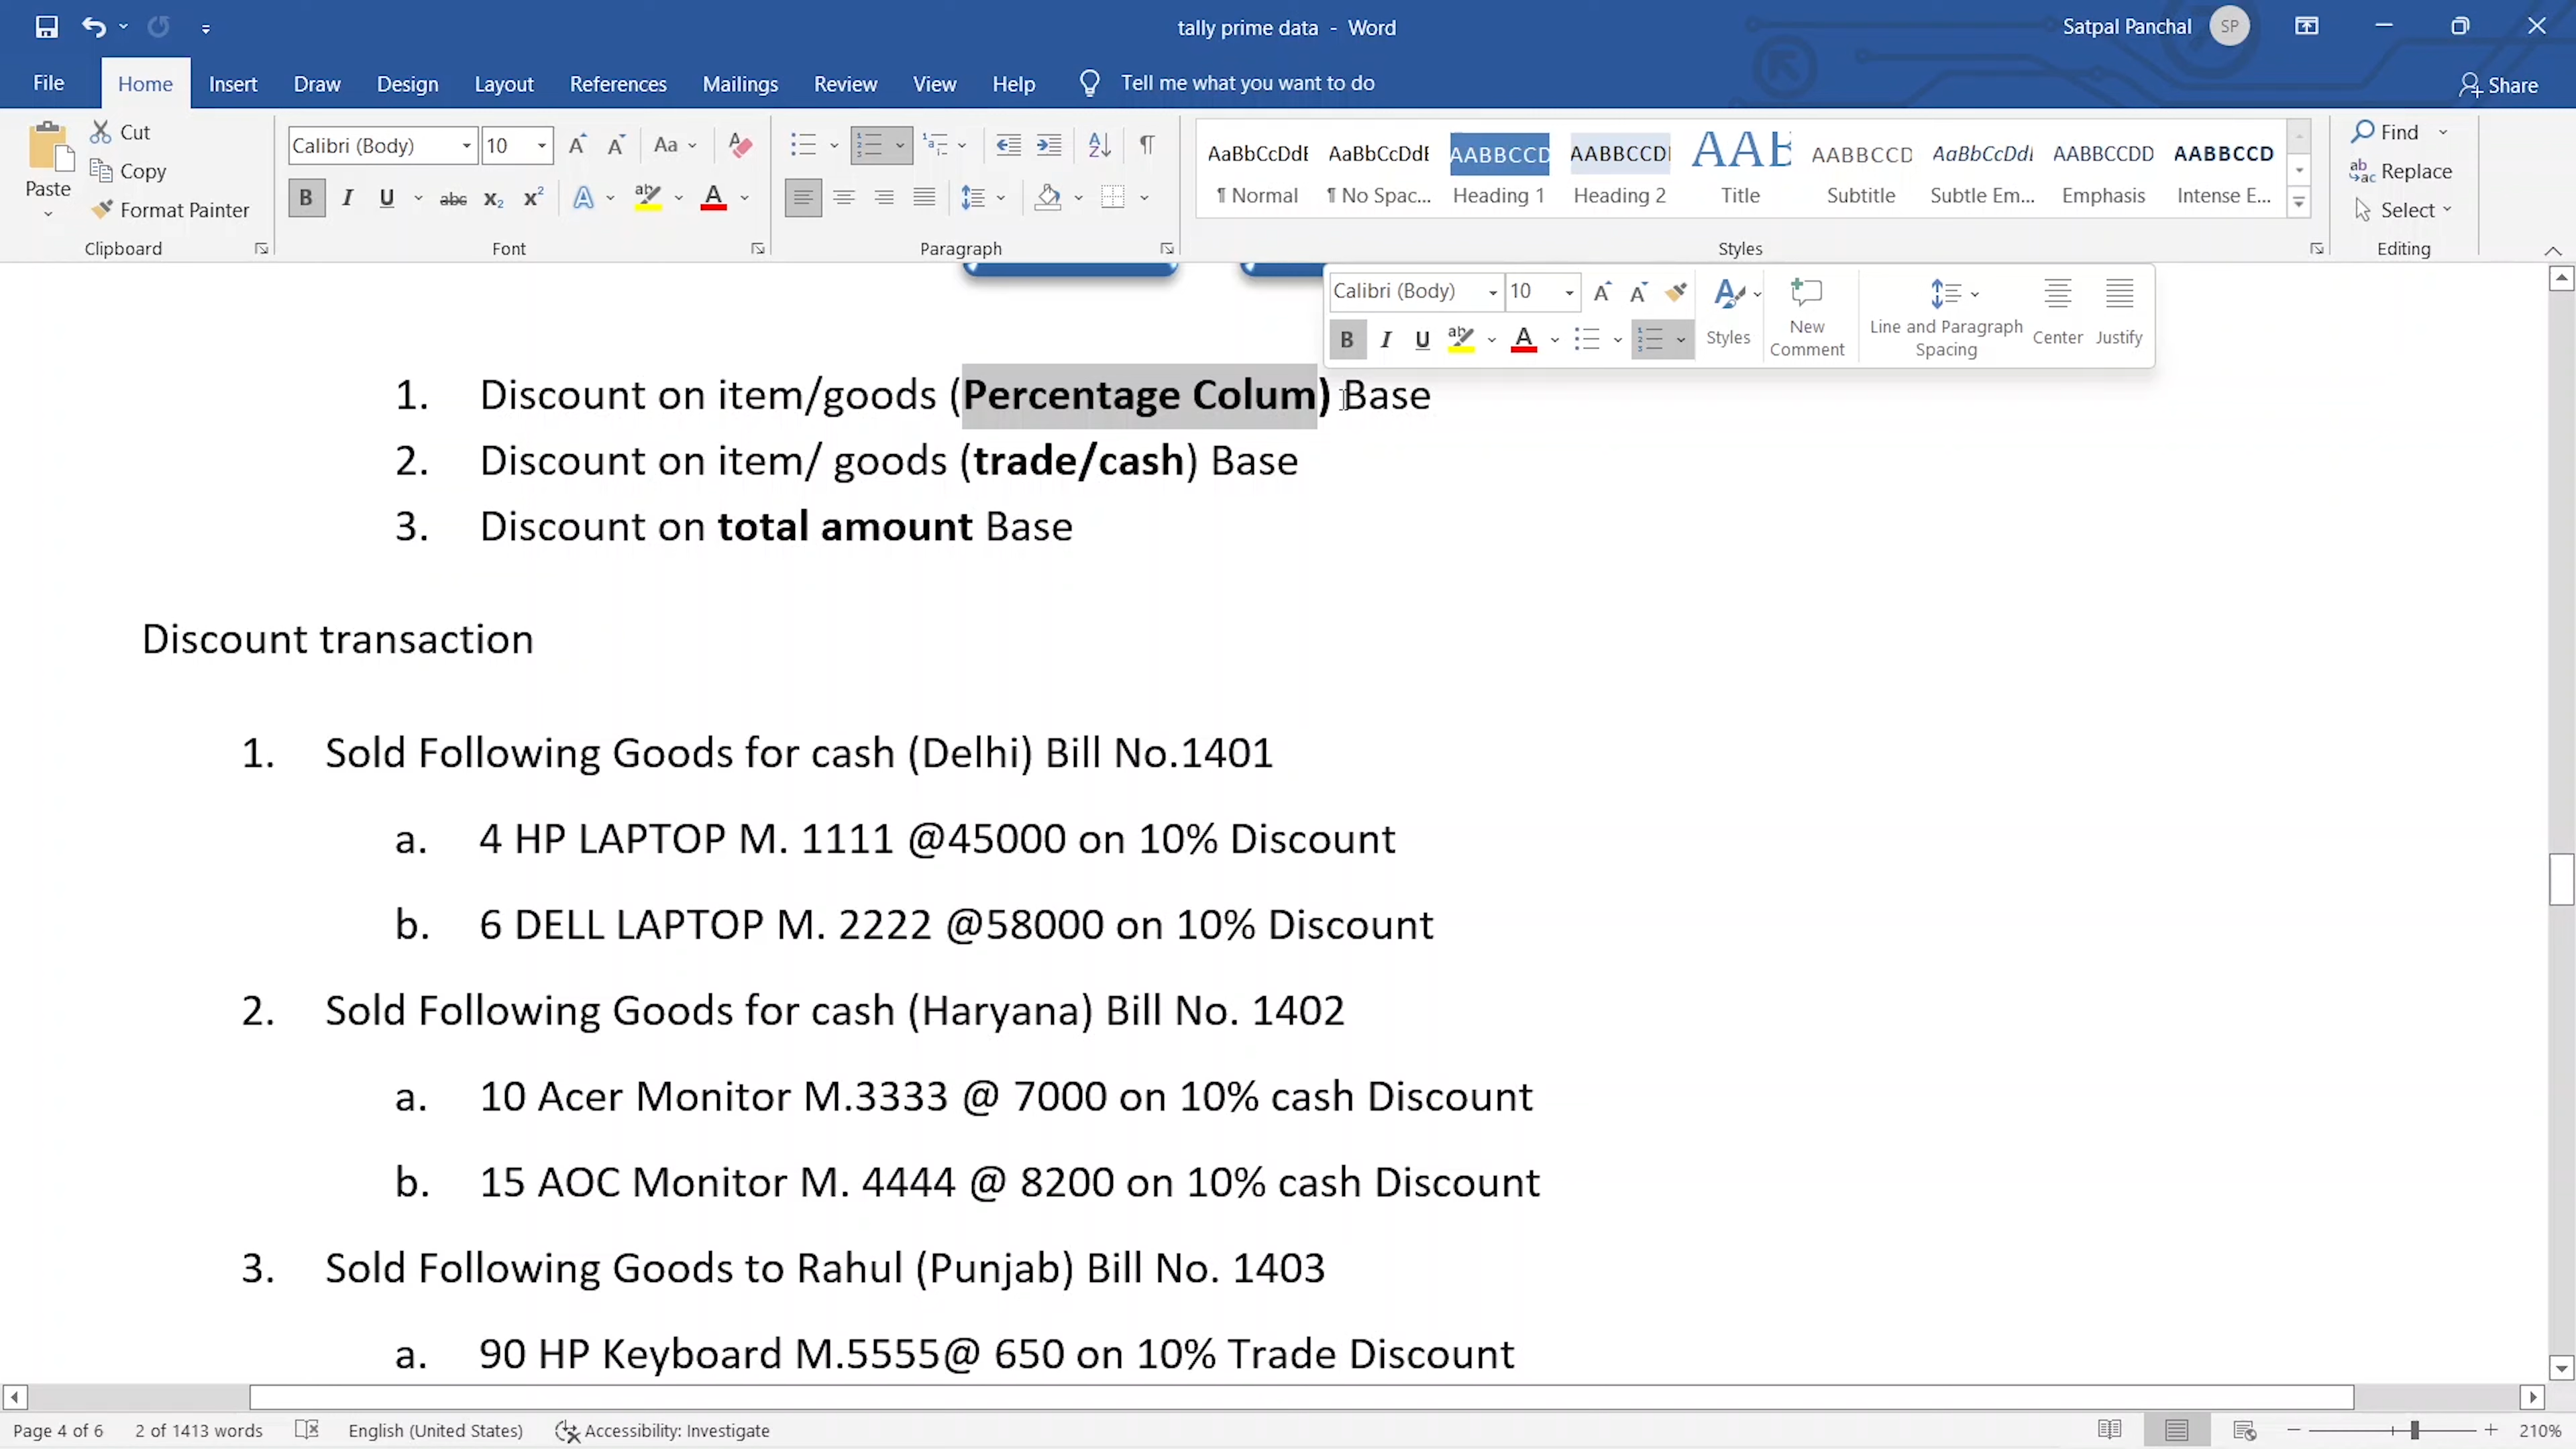 tally prime data - Word
Satpal Panchal SP
File Home Insert Draw Design Layout References Mailings Review View Help Tell me what you want to do Share
Paste Cut Copy Format Painter
Clipboard
Calibri (Body) 10
Font
Paragraph
AaBbCcDdE AaBbCcDdE AABBCCD AABBCCDI AAB AABBCCD AaBbCcDdl AABBCCDD AABBCCD
¶ Normal ¶ No Spac... Heading 1 Heading 2 Title Subtitle Subtle Em... Emphasis Intense E...
Styles
Find
Replace
Select
Editing
Calibri (Body) 10
Styles New Comment Line and Paragraph Spacing Center Justify
1. Discount on item/goods (Percentage Colum) Base
2. Discount on item/ goods (trade/cash) Base
3. Discount on total amount Base
Discount transaction
1. Sold Following Goods for cash (Delhi) Bill No.1401
a. 4 HP LAPTOP M. 1111 @45000 on 10% Discount
b. 6 DELL LAPTOP M. 2222 @58000 on 10% Discount
2. Sold Following Goods for cash (Haryana) Bill No. 1402
a. 10 Acer Monitor M.3333 @ 7000 on 10% cash Discount
b. 15 AOC Monitor M. 4444 @ 8200 on 10% cash Discount
3. Sold Following Goods to Rahul (Punjab) Bill No. 1403
a. 90 HP Keyboard M.5555@ 650 on 10% Trade Discount
Page 4 of 6 2 of 1413 words English (United States) Accessibility: Investigate 210%